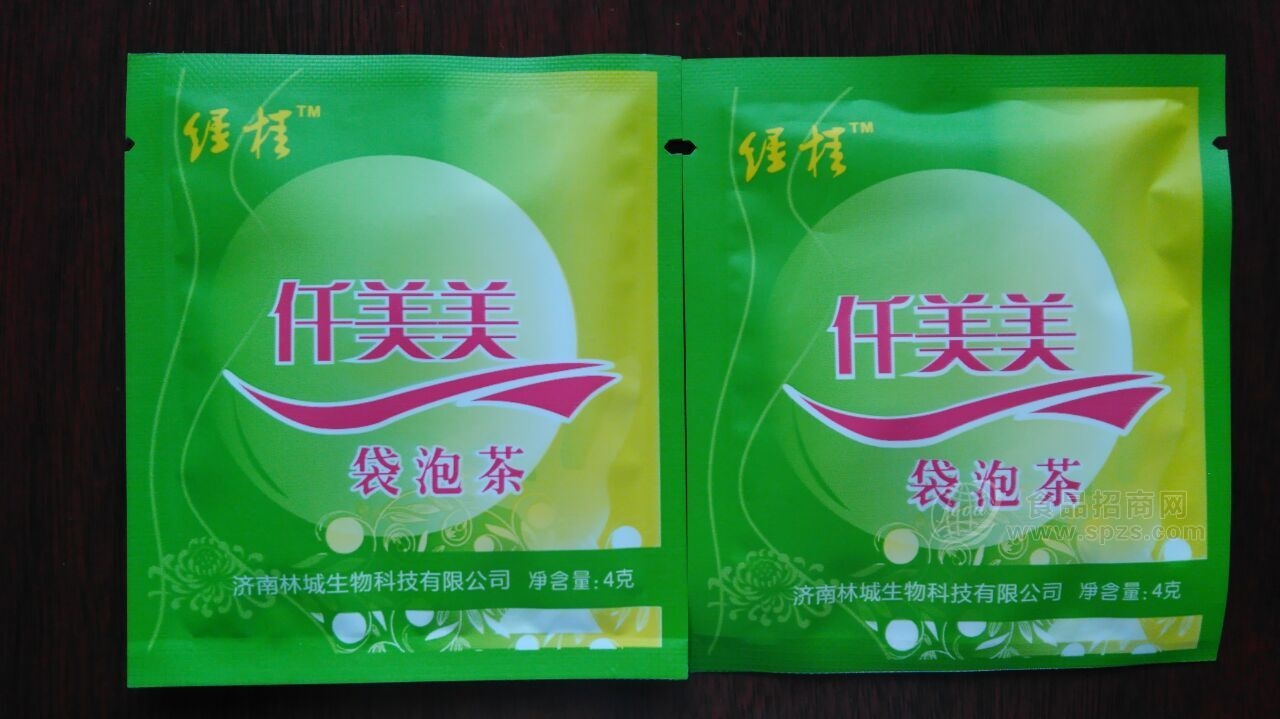 经桂™
仟美美
袋泡茶
济南林城生物科技有限公司 净含量:4克
经桂™
仟美美
袋泡茶
食品招商网
www.spzs.com
济南林城生物科技有限公司 净含量:4克